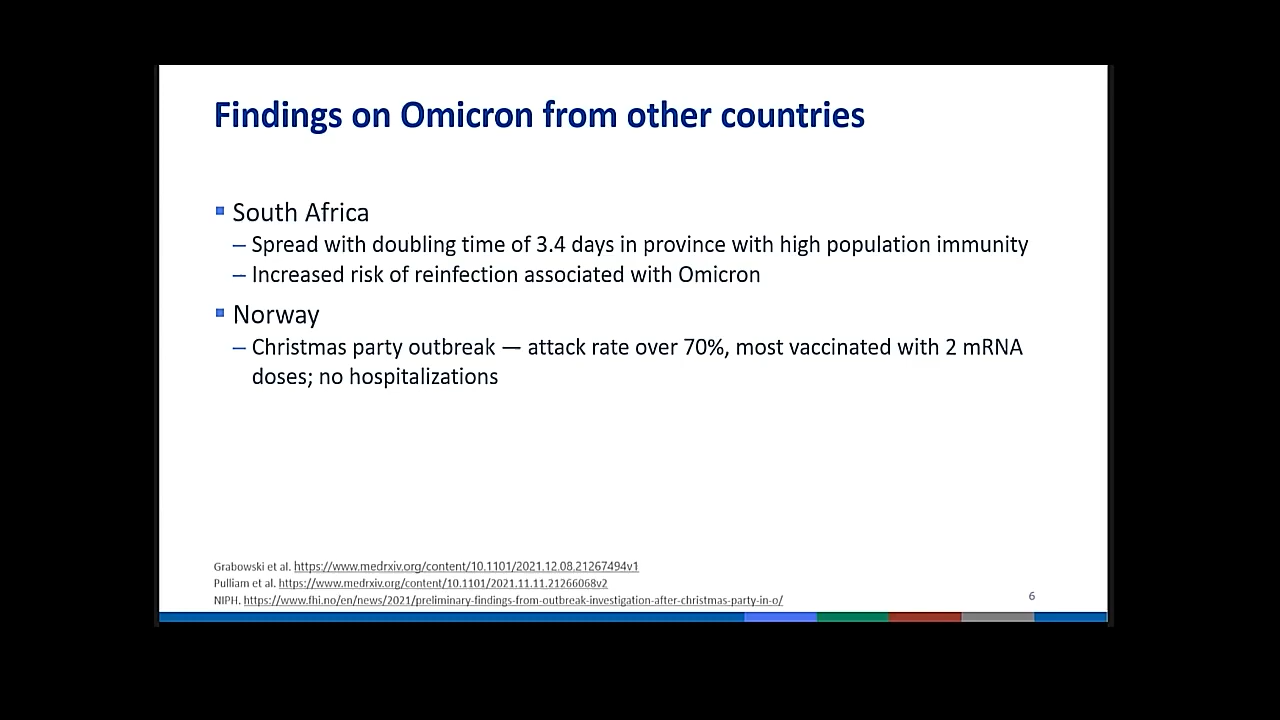 Findings on Omicron from other countries
South Africa
– Spread with doubling time of 3.4 days in province with high population immunity
– Increased risk of reinfection associated with Omicron
Norway
– Christmas party outbreak — attack rate over 70%, most vaccinated with 2 mRNA
doses; no hospitalizations
Grabowski et al. https://www.medrxiv.org/content/10.1101/2021.12.08.21267494v1
Pulliam et al. https://www.medrxiv.org/content/10.1101/2021.11.11.21266068v2
NIPH. https://www.fhi.no/en/news/2021/preliminary-findings-from-outbreak-investigation-after-christmas-party-in-o/
6